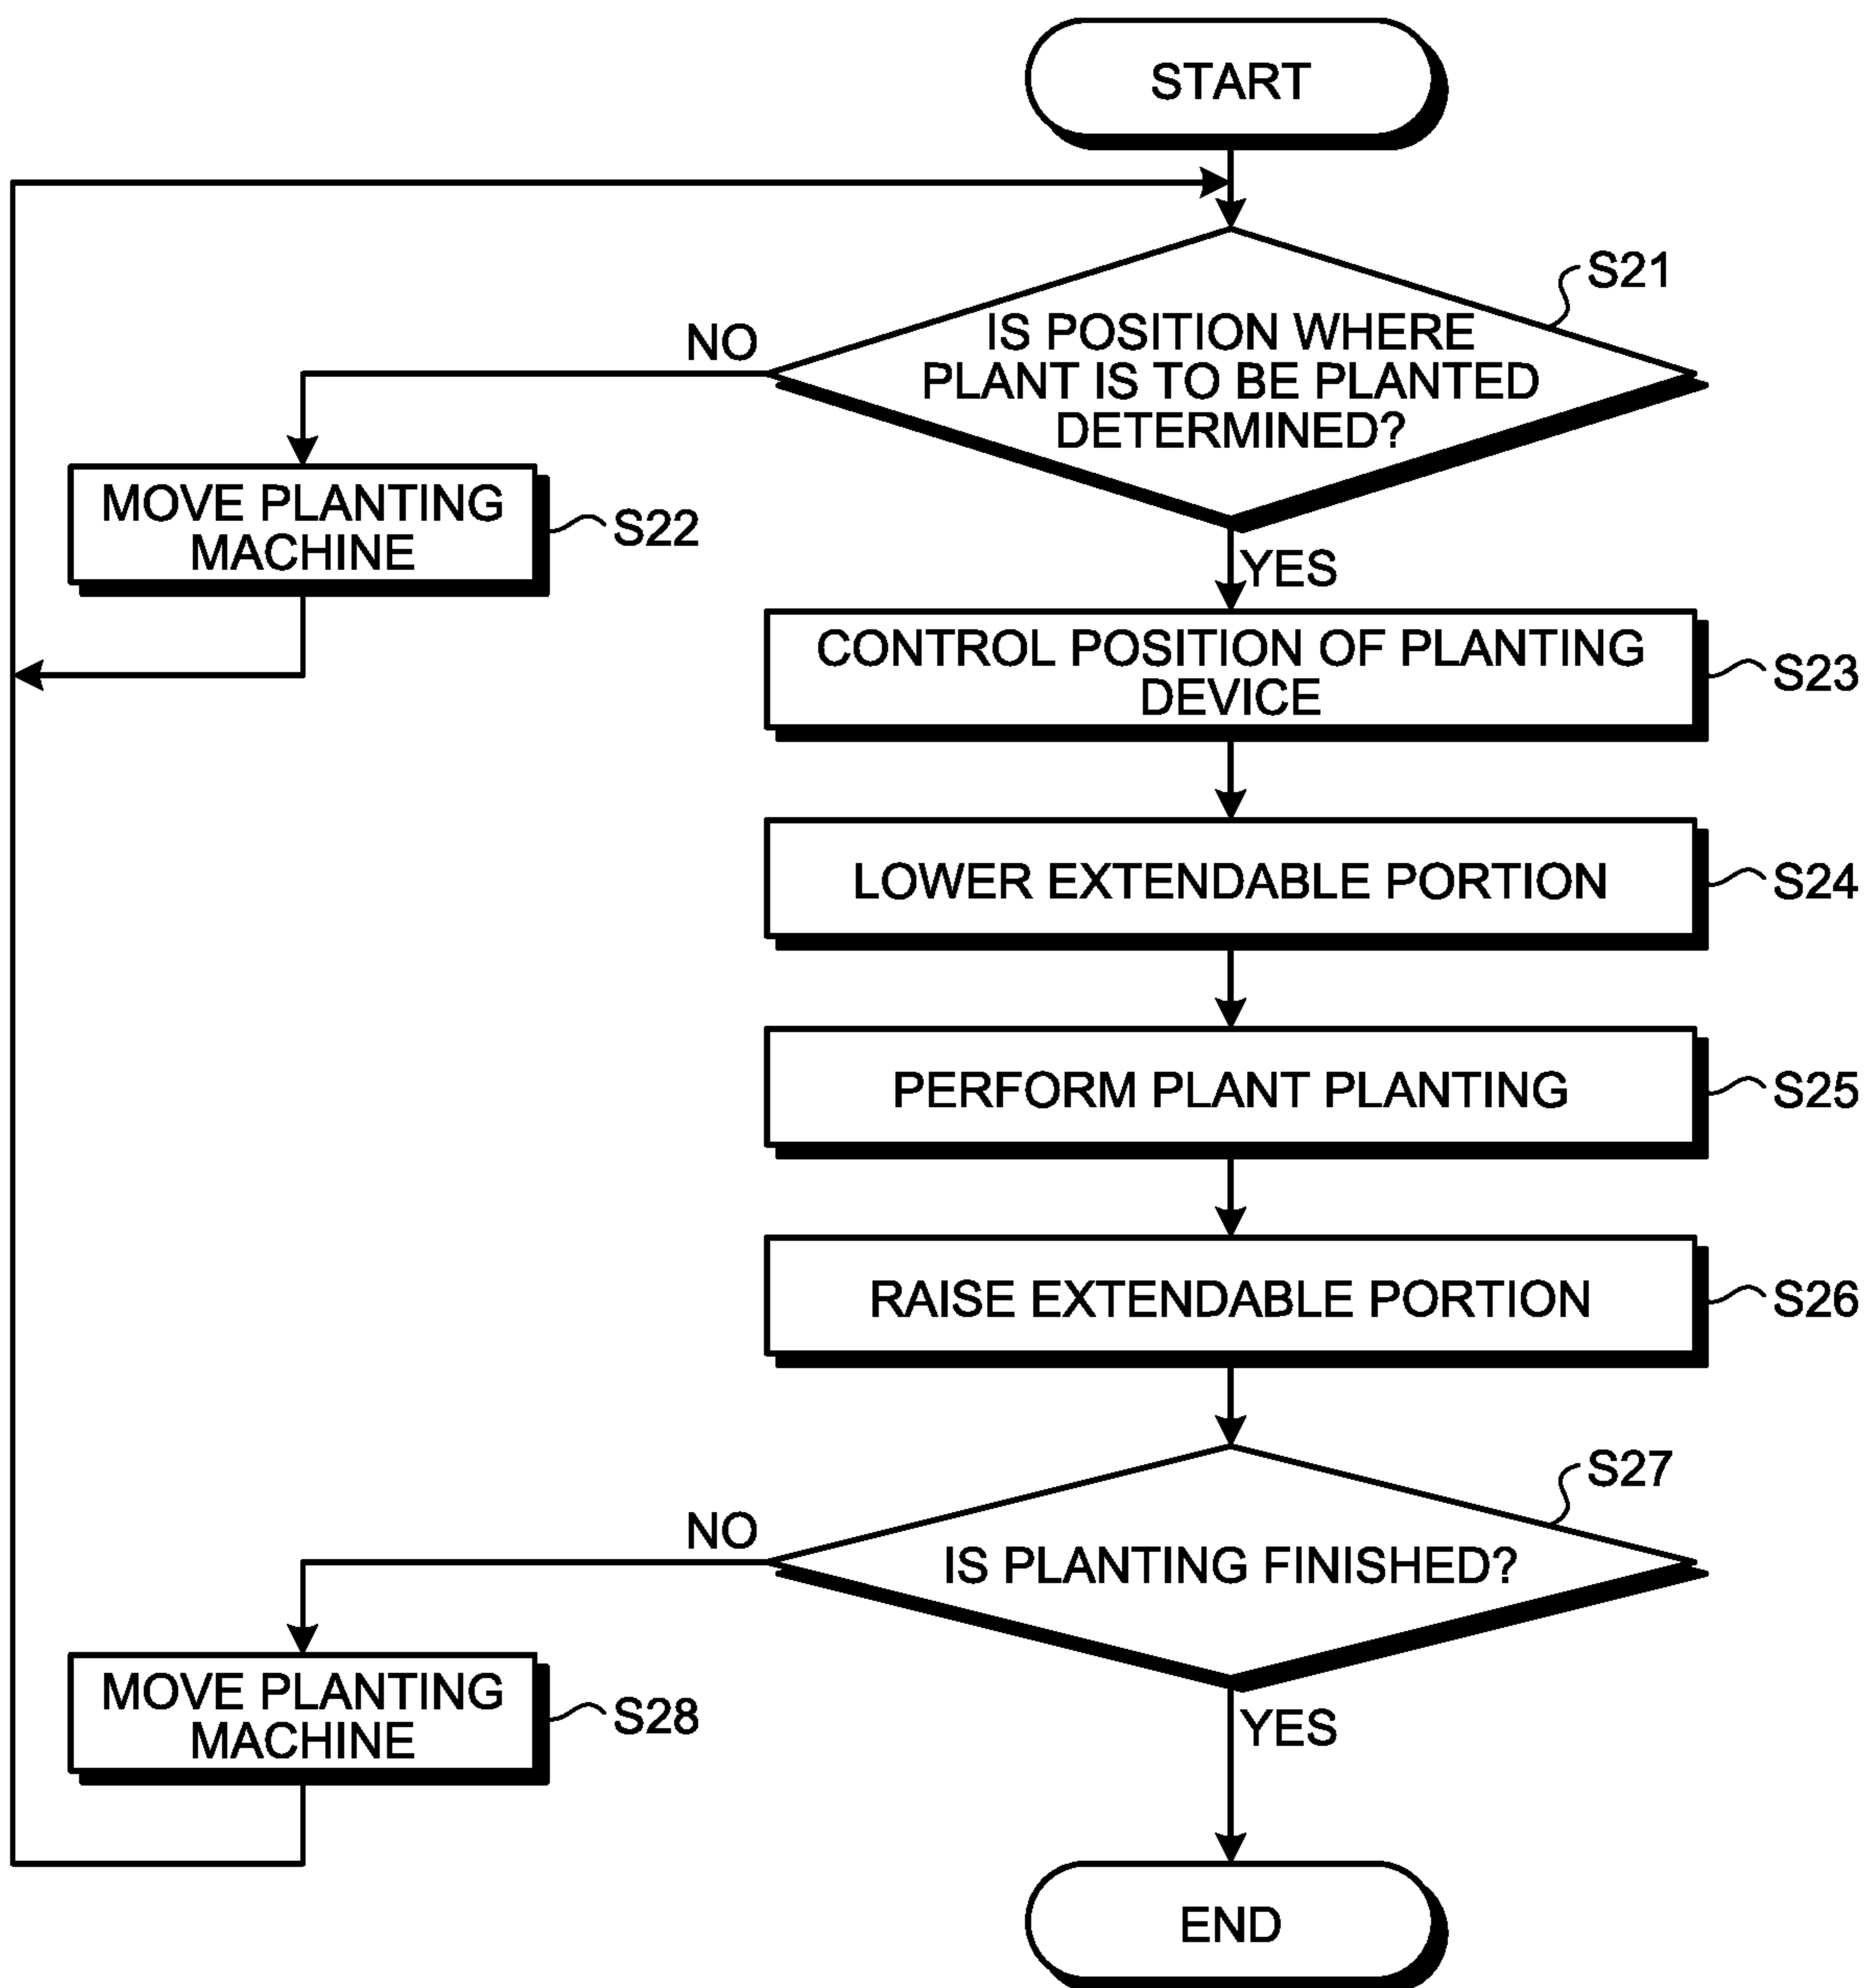 START
S21
IS POSITION WHERE
PLANT IS TO BE PLANTED
DETERMINED?
NO
MOVE PLANTING
MACHINE
S22
YES
CONTROL POSITION OF PLANTING
DEVICE
S23
LOWER EXTENDABLE PORTION
S24
PERFORM PLANT PLANTING
S25
RAISE EXTENDABLE PORTION
S26
S27
IS PLANTING FINISHED?
NO
MOVE PLANTING
MACHINE
S28
YES
END